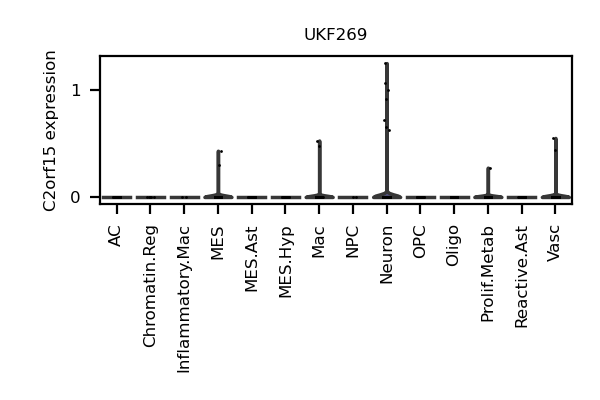 UKF269
C2orf15 expression
1
0
AC
Chromatin.Reg
Inflammatory.Mac
MES
MES.Ast
MES.Hyp
Mac
NPC
Neuron
OPC
Oligo
Prolif.Metab
Reactive.Ast
Vasc